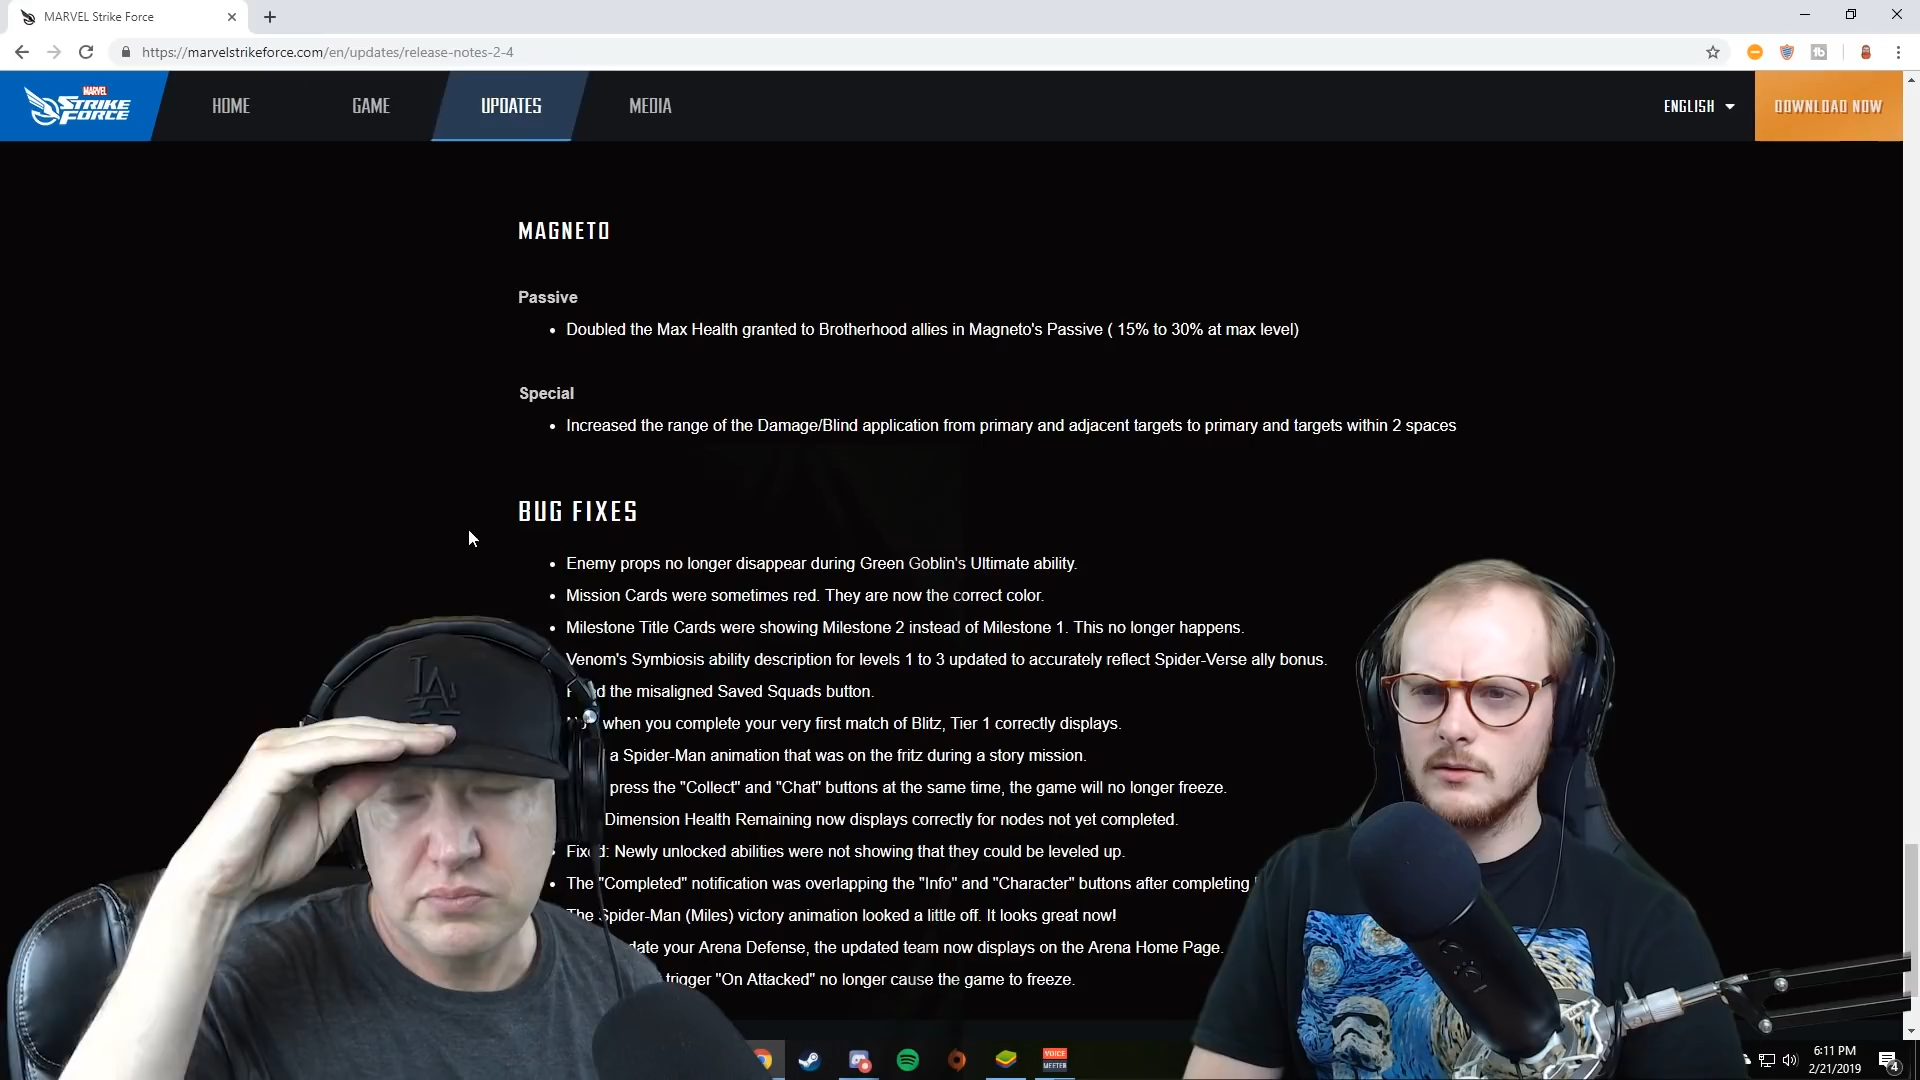 MARVEL Strike Force
https://marvelstrikeforce.com/en/updates/release-notes-2-4
MARVEL
STRIKE
FORCE
HOME
GAME
UPDATES
MEDIA
ENGLISH
DOWNLOAD NOW
MAGNETO
Passive
• Doubled the Max Health granted to Brotherhood allies in Magneto's Passive ( 15% to 30% at max level)
Special
• Increased the range of the Damage/Blind application from primary and adjacent targets to primary and targets within 2 spaces
BUG FIXES
• Enemy props no longer disappear during Green Goblin's Ultimate ability.
• Mission Cards were sometimes red. They are now the correct color.
• Milestone Title Cards were showing Milestone 2 instead of Milestone 1. This no longer happens.
Venom's Symbiosis ability description for levels 1 to 3 updated to accurately reflect Spider-Verse ally bonus.
the misaligned Saved Squads button.
when you complete your very first match of Blitz, Tier 1 correctly displays.
a Spider-Man animation that was on the fritz during a story mission.
press the "Collect" and "Chat" buttons at the same time, the game will no longer freeze.
Dimension Health Remaining now displays correctly for nodes not yet completed.
• Fixed: Newly unlocked abilities were not showing that they could be leveled up.
• The "Completed" notification was overlapping the "Info" and "Character" buttons after completing
The Spider-Man (Miles) victory animation looked a little off. It looks great now!
your Arena Defense, the updated team now displays on the Arena Home Page.
trigger "On Attacked" no longer cause the game to freeze.
LA
VOICE
MEETER
6:11 PM
2/21/2019
4